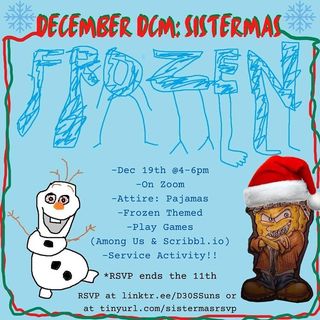 DECEMBER DCM: SISTERMAS
FROZEN
-Dec 19th @4-6pm
-On Zoom
-Attire: Pajamas
-Frozen Themed
-Play Games
(Among Us & Scribbl.io)
-Service Activity!!
*RSVP ends the 11th
RSVP at linktr.ee/D30SSuns or
at tinyurl.com/sistermasrsvp